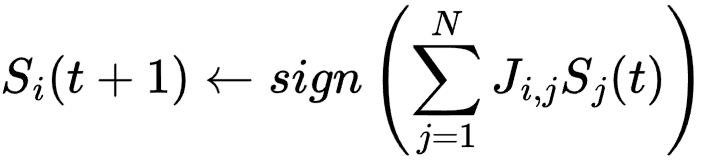 S_i(t + 1) ← sign ( ∑_{j=1}^{N} J_{i,j} S_j(t) )